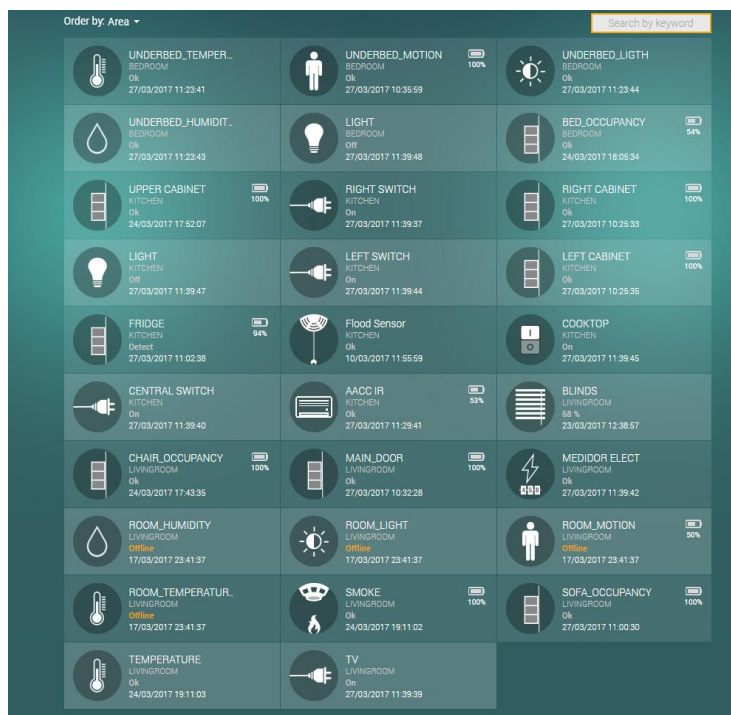 Order by: Area
Search by keyword
UNDERBED_TEMPER..
BEDROOM
Ok
27/03/2017 11:23:41
UNDERBED_MOTION
100%
BEDROOM
Ok
27/03/2017 10:35:59
UNDERBED_LIGTH
BEDROOM
Ok
27/03/2017 11:23:44
UNDERBED_HUMIDIT..
BEDROOM
Ok
27/03/2017 11:23:43
LIGHT
BEDROOM
Off
27/03/2017 11:39:48
BED_OCCUPANCY
54%
BEDROOM
Ok
24/03/2017 18:05:34
UPPER CABINET
100%
KITCHEN
Ok
24/03/2017 17:52:07
RIGHT SWITCH
KITCHEN
On
27/03/2017 11:39:37
RIGHT CABINET
100%
KITCHEN
Ok
27/03/2017 10:25:33
LIGHT
KITCHEN
Off
27/03/2017 11:39:47
LEFT SWITCH
KITCHEN
On
27/03/2017 11:39:44
LEFT CABINET
100%
KITCHEN
Ok
27/03/2017 10:25:35
FRIDGE
94%
KITCHEN
Detect
27/03/2017 11:02:38
Flood Sensor
KITCHEN
Ok
10/03/2017 11:55:59
COOKTOP
KITCHEN
On
27/03/2017 11:39:45
CENTRAL SWITCH
KITCHEN
On
27/03/2017 11:39:40
AACC IR
53%
KITCHEN
Ok
27/03/2017 11:29:41
BLINDS
LIVINGROOM
68 %
23/03/2017 12:38:57
CHAIR_OCCUPANCY
100%
LIVINGROOM
Ok
24/03/2017 17:43:35
MAIN_DOOR
100%
LIVINGROOM
Ok
27/03/2017 10:32:28
MEDIDOR ELECT
LIVINGROOM
Ok
27/03/2017 11:39:42
ROOM_HUMIDITY
LIVINGROOM
Offline
17/03/2017 23:41:37
ROOM_LIGHT
LIVINGROOM
Offline
17/03/2017 23:41:37
ROOM_MOTION
50%
LIVINGROOM
Offline
17/03/2017 23:41:37
ROOM_TEMPERATUR..
LIVINGROOM
Offline
17/03/2017 23:41:37
SMOKE
100%
LIVINGROOM
Ok
24/03/2017 19:11:02
SOFA_OCCUPANCY
100%
LIVINGROOM
Ok
27/03/2017 11:00:30
TEMPERATURE
LIVINGROOM
Ok
24/03/2017 19:11:03
TV
LIVINGROOM
On
27/03/2017 11:39:39